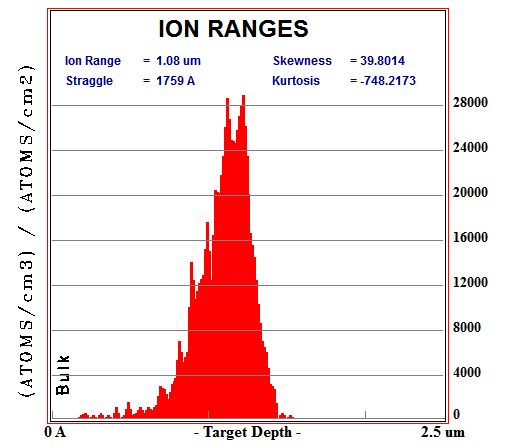 ION RANGES
Ion Range = 1.08 um Skewness = 39.8014
Straggle = 1759 A Kurtosis = -748.2173
(ATOMS/cm3) / (ATOMS/cm2)
28000
24000
20000
16000
12000
8000
4000
0
Bulk
0 A - Target Depth - 2.5 um